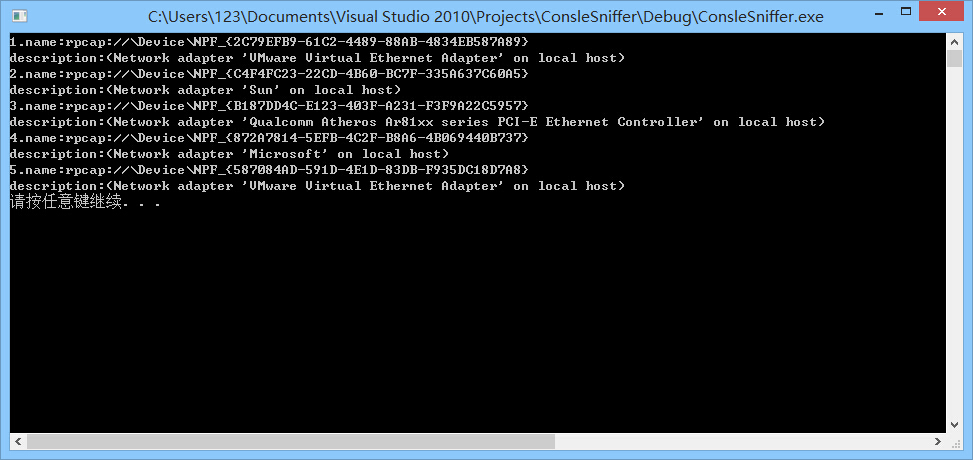 C:\Users\123\Documents\Visual Studio 2010\Projects\ConsleSniffer\Debug\ConsleSniffer.exe
1.name:rpcap://\Device\NPF_{2C79EFB9-61C2-4489-88AB-4834EB587A89}
description:(Network adapter 'VMware Virtual Ethernet Adapter' on local host)
2.name:rpcap://\Device\NPF_{C4F4FC23-22CD-4B60-BC7F-335A637C60A5}
description:(Network adapter 'Sun' on local host)
3.name:rpcap://\Device\NPF_{B187DD4C-E123-403F-A231-F3F9A22C5957}
description:(Network adapter 'Qualcomm Atheros Ar81xx series PCI-E Ethernet Controller' on local host)
4.name:rpcap://\Device\NPF_{872A7814-5EFB-4C2F-B8A6-4B069440B737}
description:(Network adapter 'Microsoft' on local host)
5.name:rpcap://\Device\NPF_{587084AD-591D-4E1D-83DB-F935DC18D7A8}
description:(Network adapter 'VMware Virtual Ethernet Adapter' on local host)
请按任意键继续. . .